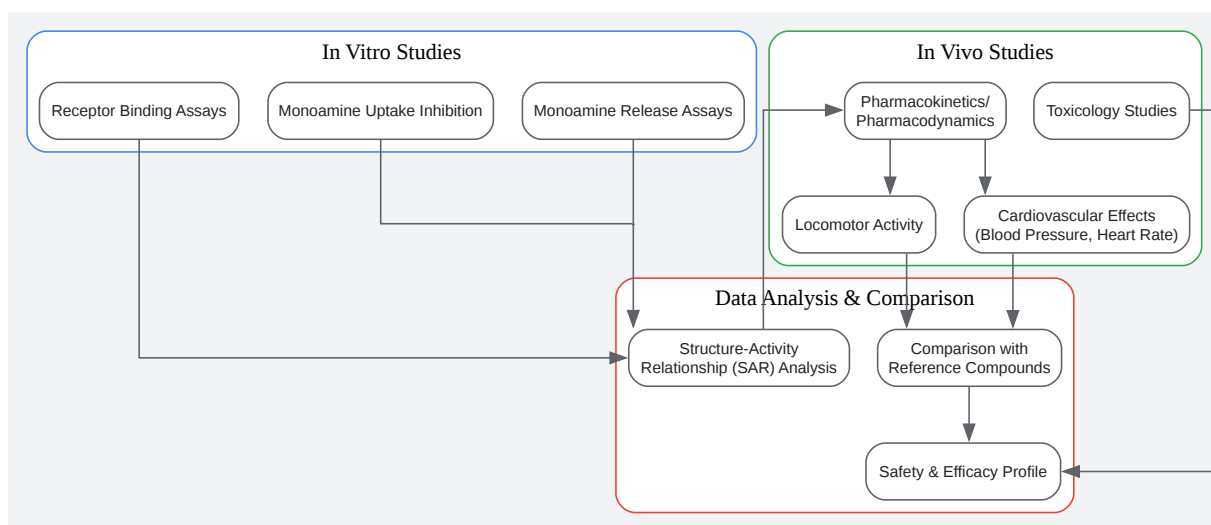 In Vitro Studies
Receptor Binding Assays
Monoamine Uptake Inhibition
Monoamine Release Assays
In Vivo Studies
Pharmacokinetics/
Pharmacodynamics
Toxicology Studies
Locomotor Activity
Cardiovascular Effects
(Blood Pressure, Heart Rate)
Data Analysis & Comparison
Structure-Activity
Relationship (SAR) Analysis
Comparison with
Reference Compounds
Safety & Efficacy Profile